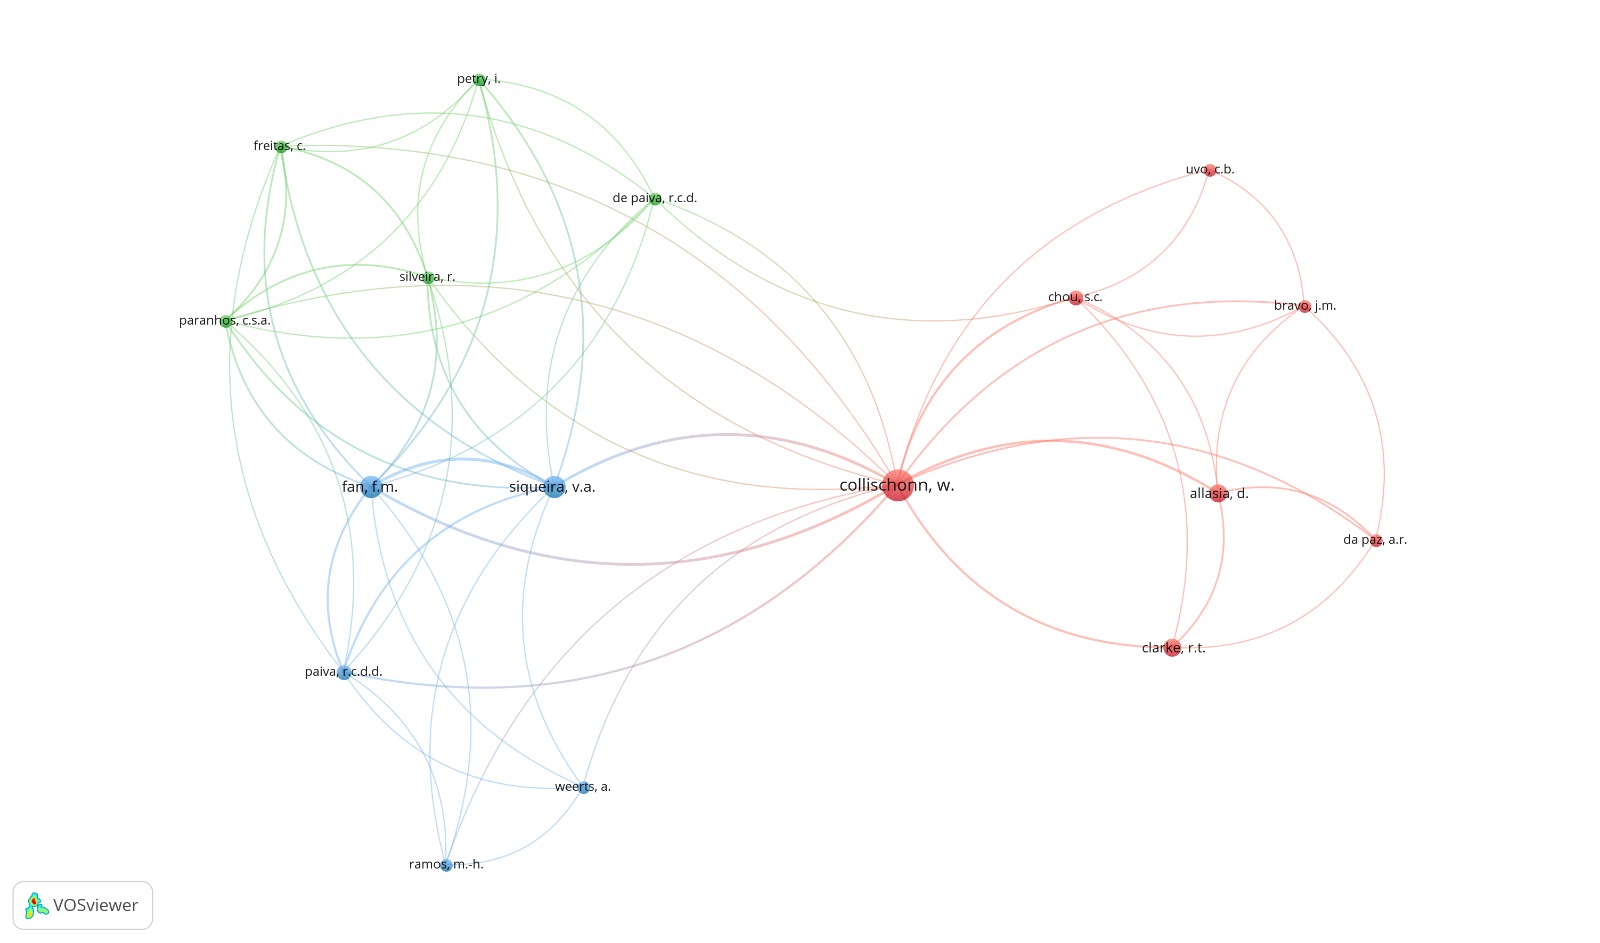 petry, i.
freitas, c.
uvo, c.b.
de paiva, r.c.d.
silveira, r.
chou, s.c.
bravo, j.m.
paranhos, c.s.a.
fan, f.m.
siqueira, v.a.
collischonn, w.
allasia, d.
da paz, a.r.
clarke, r.t.
paiva, r.c.d.d.
weerts, a.
ramos, m.-h.
VOSviewer